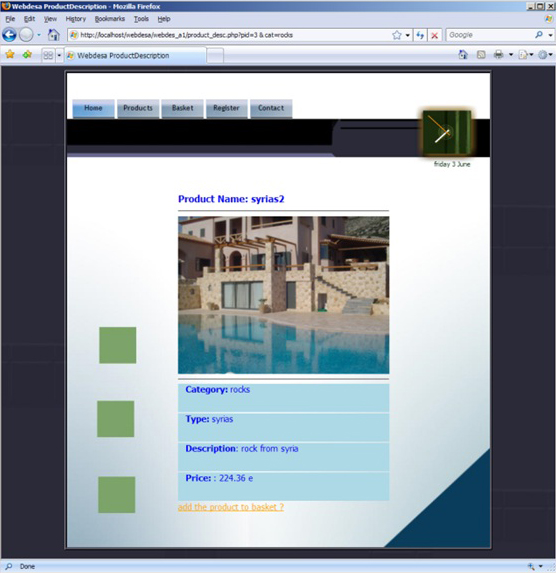 Webdesa ProductDescription - Mozilla Firefox
File Edit View History Bookmarks Tools Help
http://localhost/webdesa/webdes_a1/product_desc.php?pid=3 & cat=rocks
Google
Webdesa ProductDescription
Home Products Basket Register Contact
friday 3 June
Product Name: syrias2
Category: rocks
Type: syrias
Description: rock from syria
Price: : 224.36 e
add the product to basket ?
Done